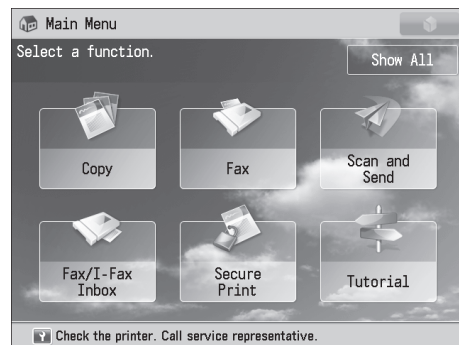 Main Menu
Select a function.
Show All
Copy
Fax
Scan and
Send
Fax/I-Fax
Inbox
Secure
Print
Tutorial
Check the printer. Call service representative.